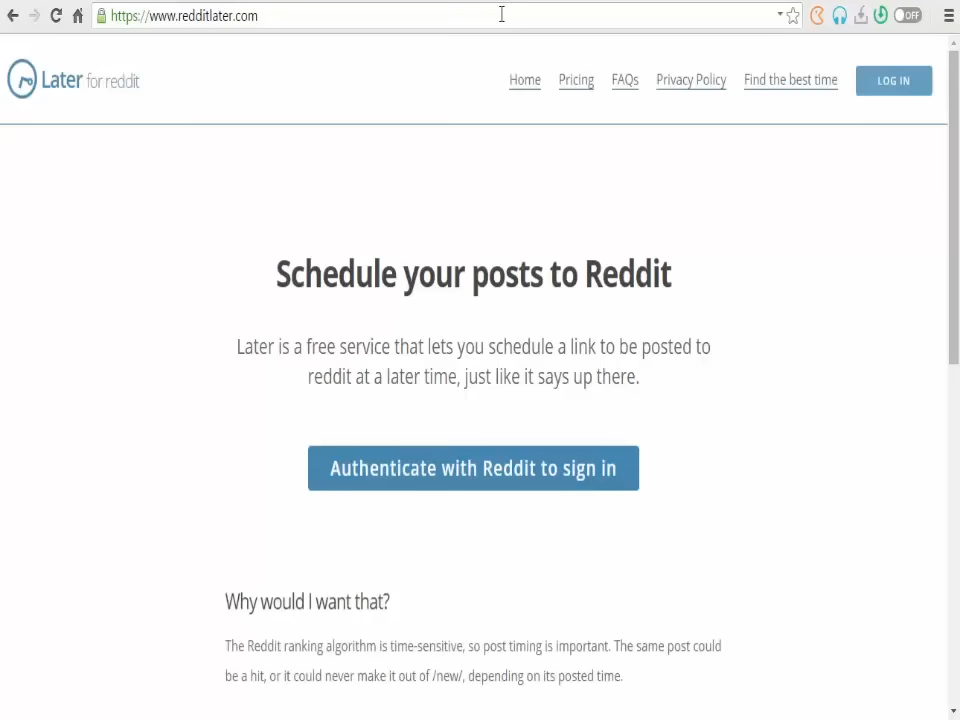 https://www.redditlater.com
OFF
Later for reddit
Home Pricing FAQs Privacy Policy Find the best time LOG IN
Schedule your posts to Reddit
Later is a free service that lets you schedule a link to be posted to
reddit at a later time, just like it says up there.
Authenticate with Reddit to sign in
Why would I want that?
The Reddit ranking algorithm is time-sensitive, so post timing is important. The same post could
be a hit, or it could never make it out of /new/, depending on its posted time.